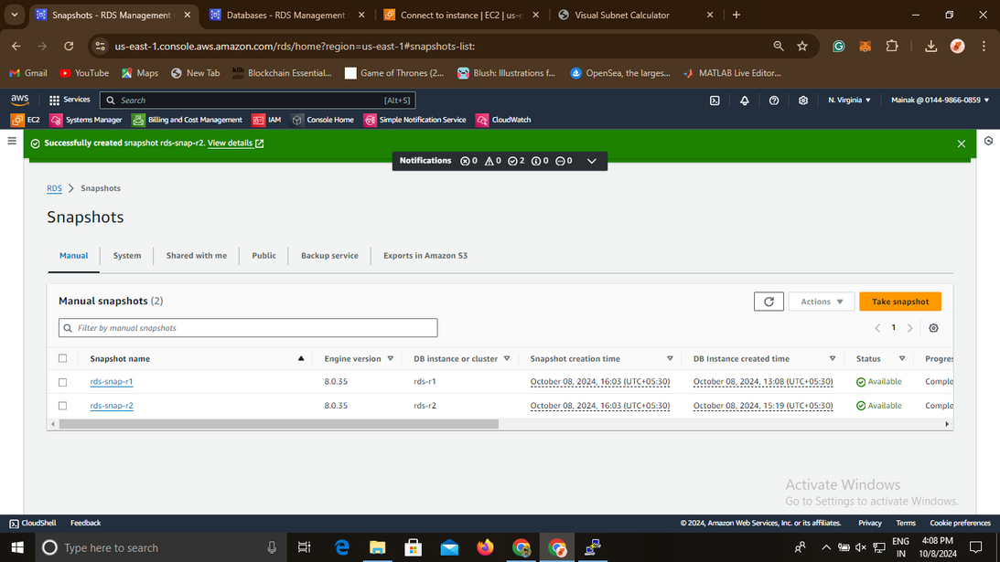 Snapshots - RDS Management
Databases - RDS Management
Connect to instance | EC2 | us-e
Visual Subnet Calculator
us-east-1.console.aws.amazon.com/rds/home?region=us-east-1#snapshots-list:
Gmail
YouTube
Maps
New Tab
Blockchain Essential...
Game of Thrones (2...
Blush: Illustrations f...
OpenSea, the larges...
MATLAB Live Editor...
aws
Services
Search
[Alt+S]
N. Virginia
Mainak @ 0144-9866-0859
EC2
Systems Manager
Billing and Cost Management
IAM
Console Home
Simple Notification Service
CloudWatch
Successfully created snapshot rds-snap-r2. View details
Notifications 0 0 2 0 0
RDS > Snapshots
Snapshots
Manual
System
Shared with me
Public
Backup service
Exports in Amazon S3
Manual snapshots (2)
Actions
Take snapshot
Filter by manual snapshots
1
Snapshot name
Engine version
DB instance or cluster
Snapshot creation time
DB Instance created time
Status
Progres
rds-snap-r1 8.0.35 rds-r1 October 08, 2024, 16:03 (UTC+05:30) October 08, 2024, 13:08 (UTC+05:30) Available Comple
rds-snap-r2 8.0.35 rds-r2 October 08, 2024, 16:03 (UTC+05:30) October 08, 2024, 15:19 (UTC+05:30) Available Comple
Activate Windows
Go to Settings to activate Windows.
CloudShell
Feedback
© 2024, Amazon Web Services, Inc. or its affiliates.
Privacy
Terms
Cookie preferences
Type here to search
ENG
IN
4:08 PM
10/8/2024